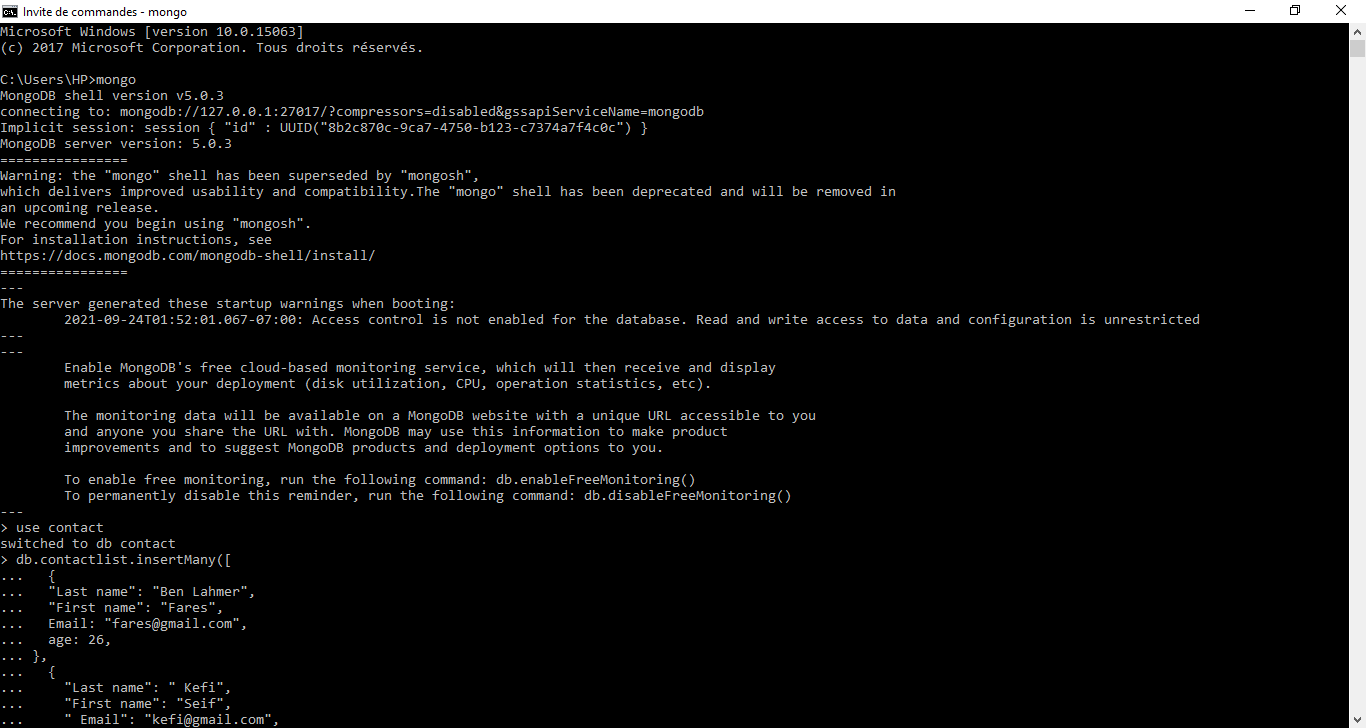 Invite de commandes - mongo
Microsoft Windows [version 10.0.15063]
(c) 2017 Microsoft Corporation. Tous droits réservés.
C:\Users\HP>mongo
MongoDB shell version v5.0.3
connecting to: mongodb://127.0.0.1:27017/?compressors=disabled&gssapiServiceName=mongodb
Implicit session: session { "id" : UUID("8b2c870c-9ca7-4750-b123-c7374a7f4c0c") }
MongoDB server version: 5.0.3
================
Warning: the "mongo" shell has been superseded by "mongosh",
which delivers improved usability and compatibility.The "mongo" shell has been deprecated and will be removed in
an upcoming release.
We recommend you begin using "mongosh".
For installation instructions, see
https://docs.mongodb.com/mongodb-shell/install/
================
---
The server generated these startup warnings when booting:
        2021-09-24T01:52:01.067-07:00: Access control is not enabled for the database. Read and write access to data and configuration is unrestricted
---
---
        Enable MongoDB's free cloud-based monitoring service, which will then receive and display
        metrics about your deployment (disk utilization, CPU, operation statistics, etc).
        The monitoring data will be available on a MongoDB website with a unique URL accessible to you
        and anyone you share the URL with. MongoDB may use this information to make product
        improvements and to suggest MongoDB products and deployment options to you.
        To enable free monitoring, run the following command: db.enableFreeMonitoring()
        To permanently disable this reminder, run the following command: db.disableFreeMonitoring()
---
> use contact
switched to db contact
> db.contactlist.insertMany([
...   {
...   "Last name": "Ben Lahmer",
...   "First name": "Fares",
...   Email: "fares@gmail.com",
...   age: 26,
... },
...   {
...     "Last name": " Kefi",
...     "First name": "Seif",
...     " Email": "kefi@gmail.com",